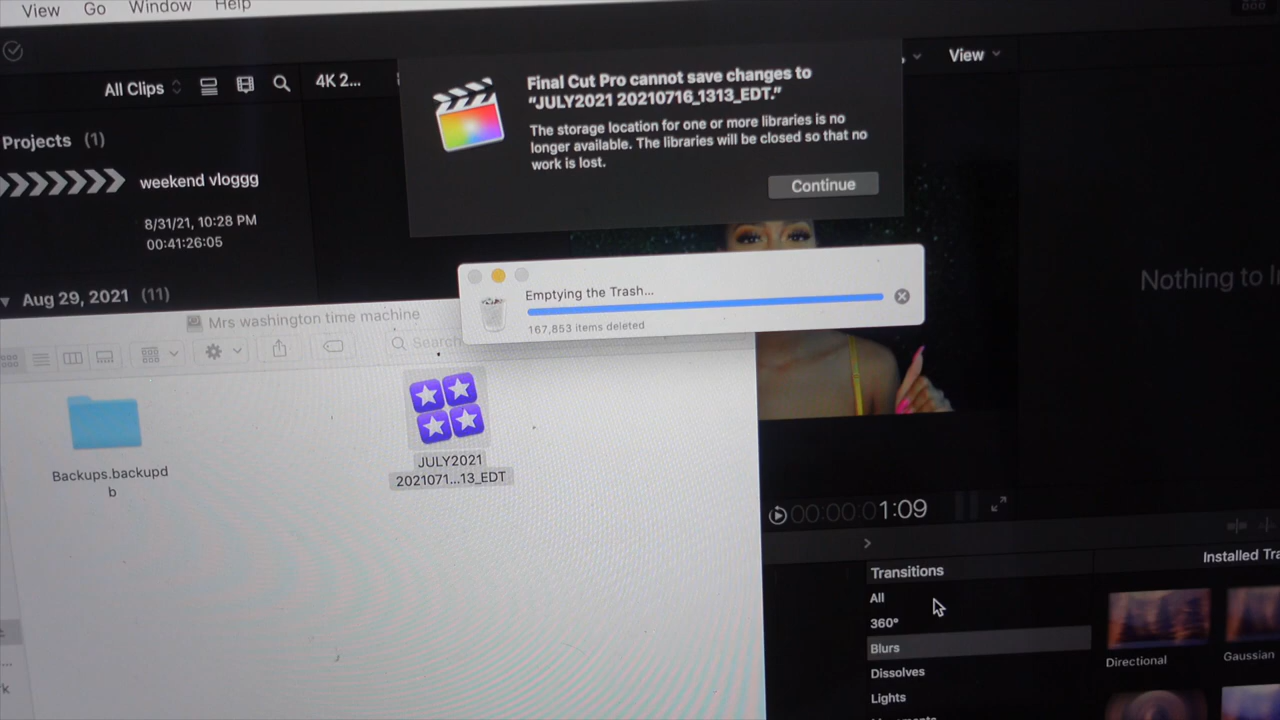 View Go Window Help
All Clips
4K 2...
View
Final Cut Pro cannot save changes to
“JULY2021 20210716_1313_EDT.”
The storage location for one or more libraries is no
longer available. The libraries will be closed so that no
work is lost.
Continue
Projects (1)
weekend vloggg
8/31/21, 10:28 PM
00:41:26:05
Aug 29, 2021 (11)
Emptying the Trash...
167,853 items deleted
Mrs washington time machine
Search
Backups.backupd
b
JULY2021
2021071...13_EDT
Nothing to
00:00:01:09
Transitions
Installed
All
360°
Blurs
Dissolves
Lights
Directional
Gaussian